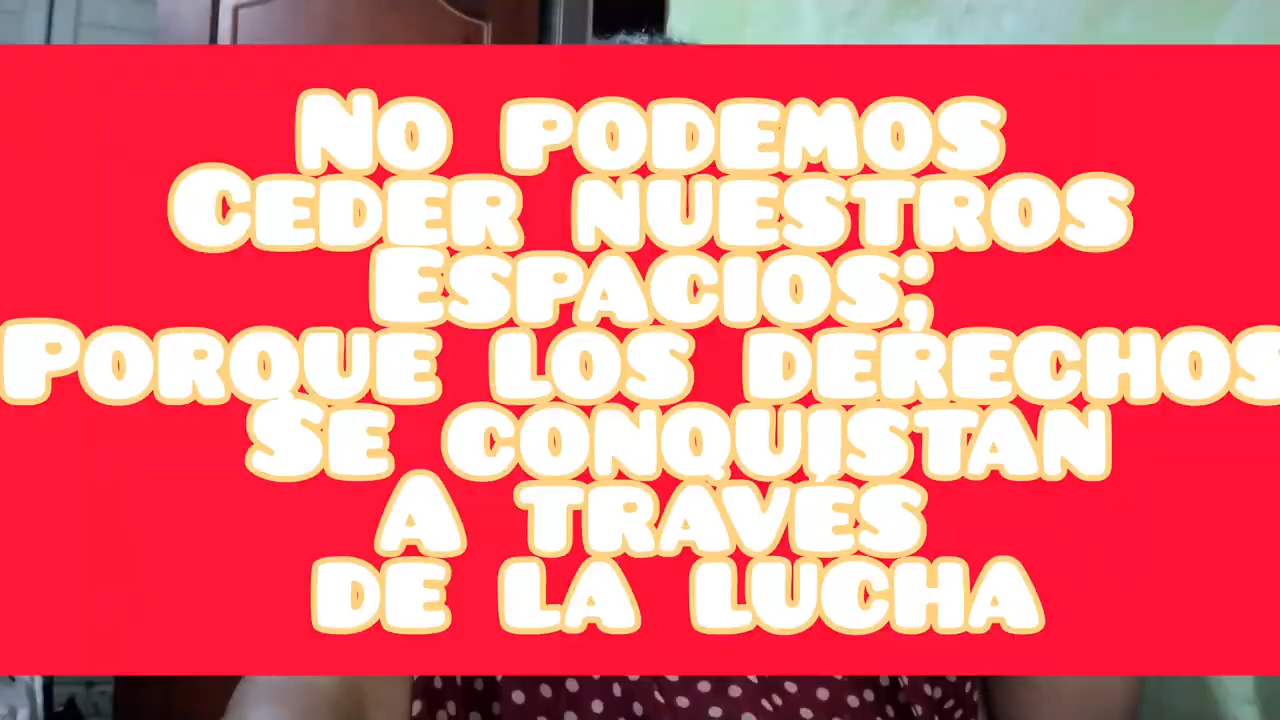 No podemos
Ceder nuestros
Espacios;
Porque los derechos
Se conquistan
A través
de la lucha